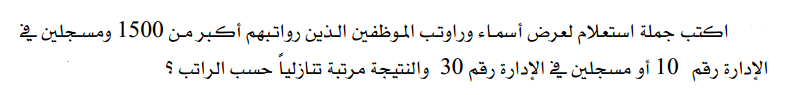 اكتب جملة استعلام لعرض أسماء وراوتب الموظفين الذين رواتبهم أكبر من 1500 ومسجلين في
الإدارة رقم 10 أو مسجلين في الإدارة رقم 30 والنتيجة مرتبة تنازلياً حسب الراتب ؟